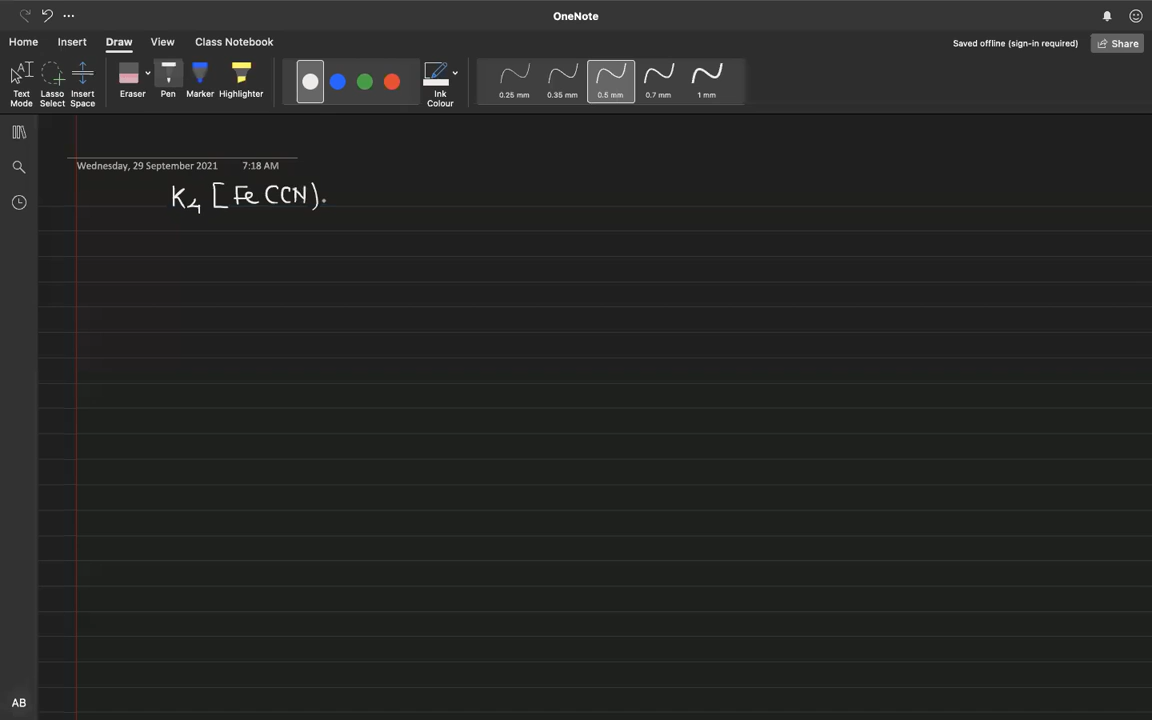 OneNote
Home Insert Draw View Class Notebook
Saved offline (sign-in required) Share
Text Mode
Lasso Select
Insert Space
Eraser
Pen
Marker
Highlighter
Ink Colour
0.25 mm
0.35 mm
0.5 mm
0.7 mm
1 mm
Wednesday, 29 September 2021 7:18 AM
K₄ [Fe(CN).
AB